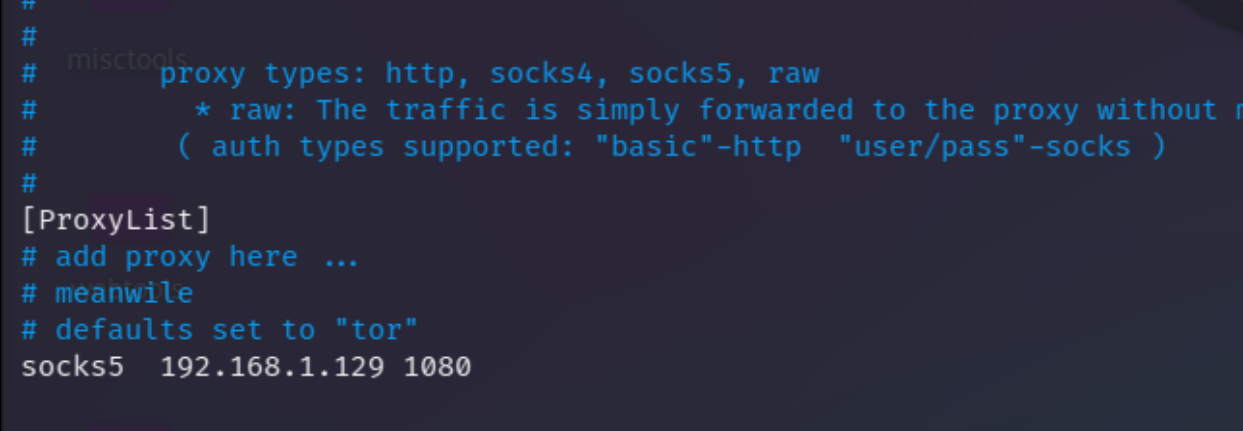 #
#
misctools
#       proxy types: http, socks4, socks5, raw
#         * raw: The traffic is simply forwarded to the proxy without
#        ( auth types supported: "basic"-http  "user/pass"-socks )
#
[ProxyList]
# add proxy here ...
# meanwile
# defaults set to "tor"
socks5  192.168.1.129 1080